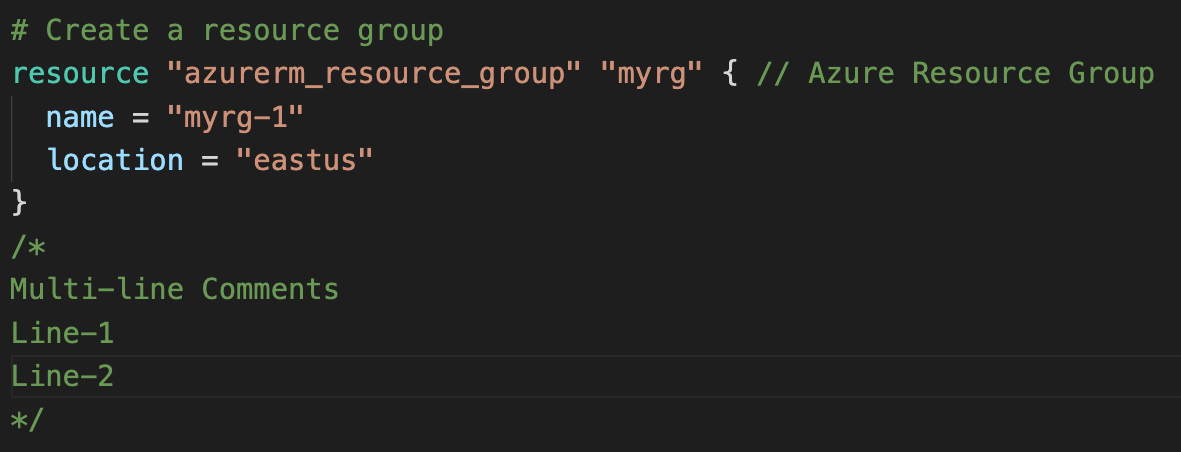 # Create a resource group
resource "azurerm_resource_group" "myrg" { // Azure Resource Group
  name = "myrg-1"
  location = "eastus"
}
/*
Multi-line Comments
Line-1
Line-2
*/